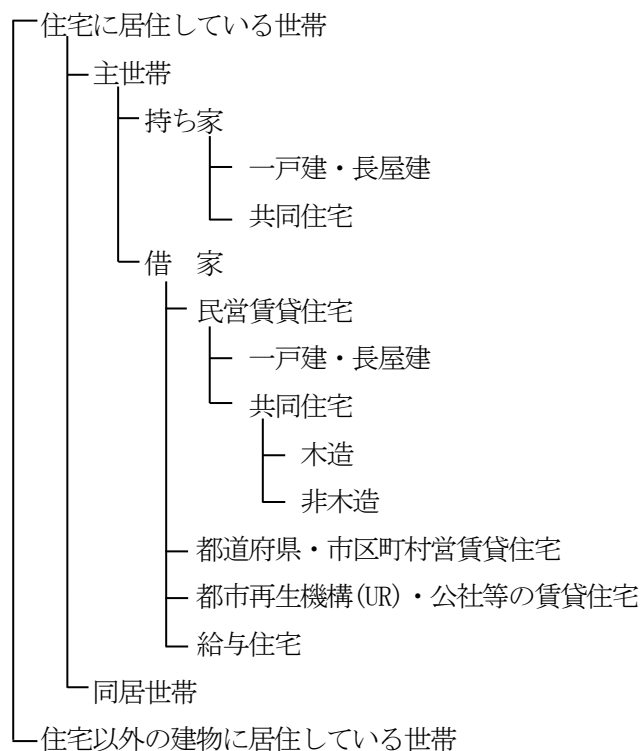 住宅に居住している世帯
主世帯
持ち家
一戸建・長屋建
共同住宅
借　家
民営賃貸住宅
一戸建・長屋建
共同住宅
木造
非木造
都道府県・市区町村営賃貸住宅
都市再生機構(UR)・公社等の賃貸住宅
給与住宅
同居世帯
住宅以外の建物に居住している世帯